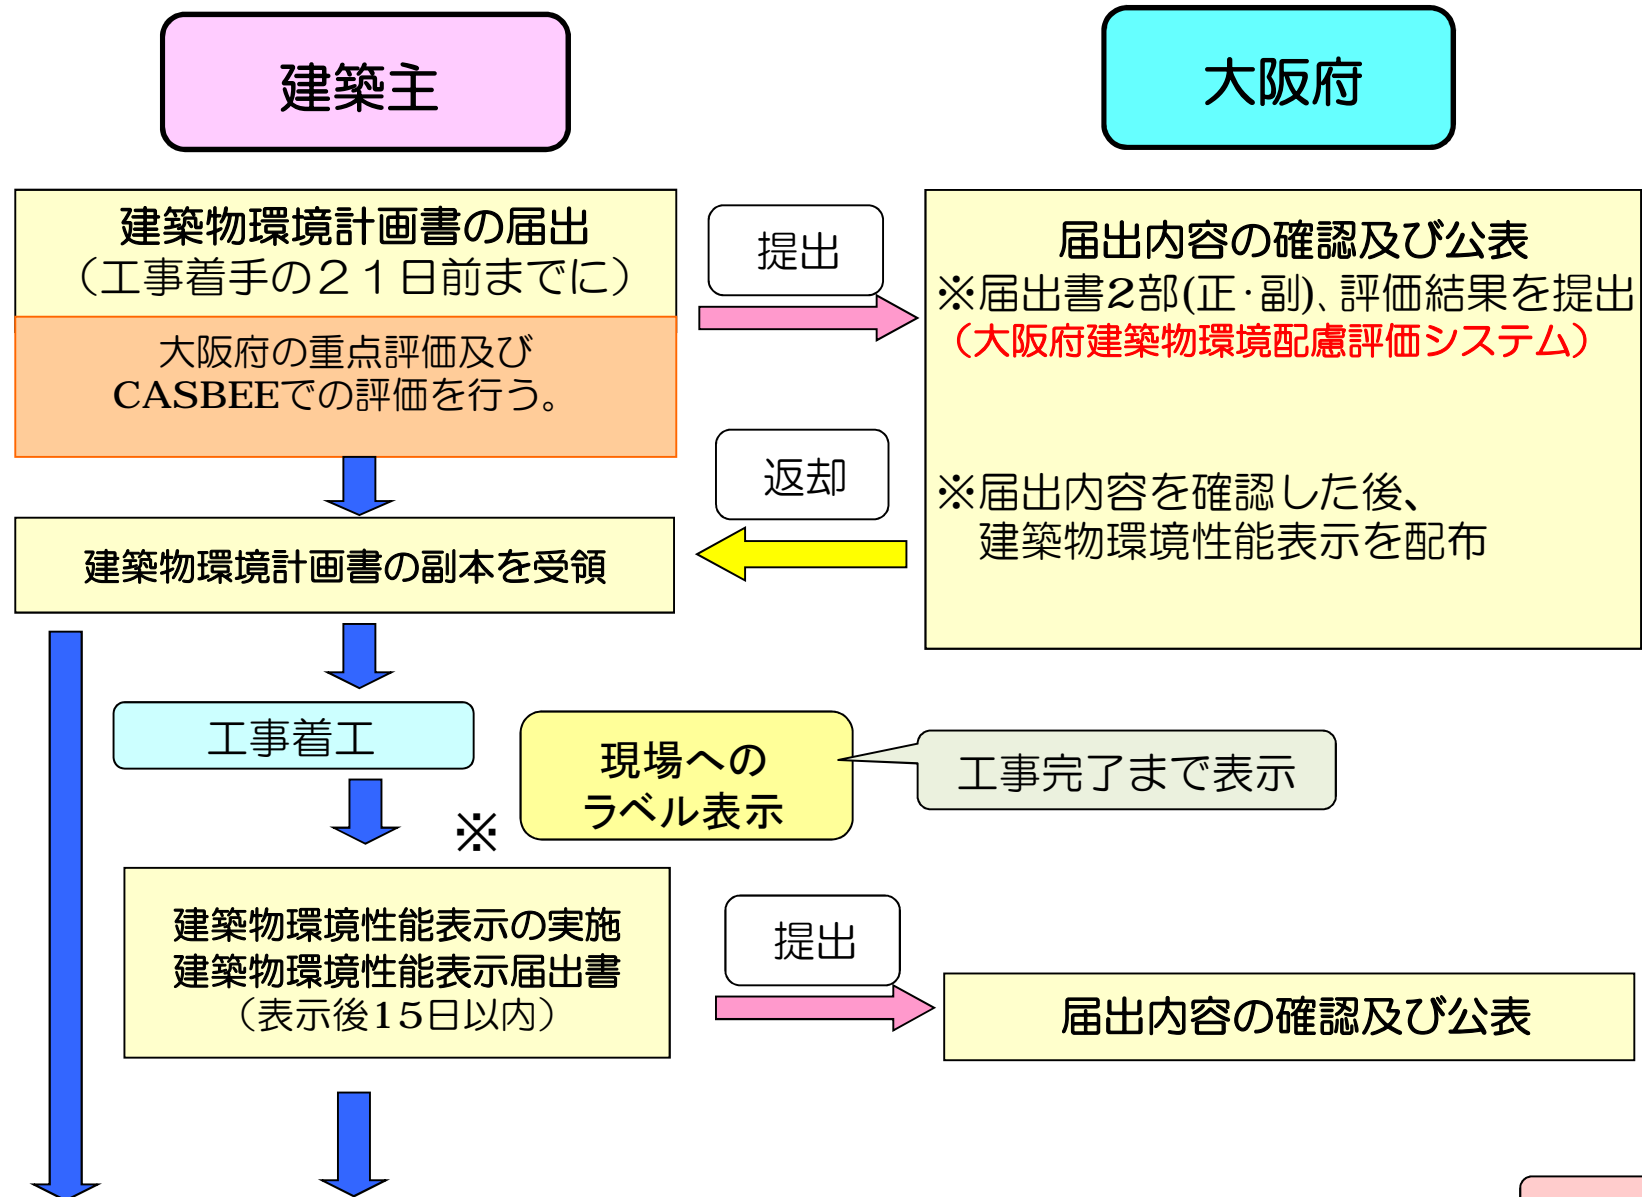 建築主
大阪府
建築物環境計画書の届出
（工事着手の２１日前までに）
大阪府の重点評価及び
CASBEEでの評価を行う。
提出
届出内容の確認及び公表
※届出書2部(正・副)、評価結果を提出
（大阪府建築物環境配慮評価システム）
返却
※届出内容を確認した後、
建築物環境性能表示を配布
建築物環境計画書の副本を受領
工事着工
現場への
ラベル表示
工事完了まで表示
※
建築物環境性能表示の実施
建築物環境性能表示届出書
（表示後15日以内）
提出
届出内容の確認及び公表